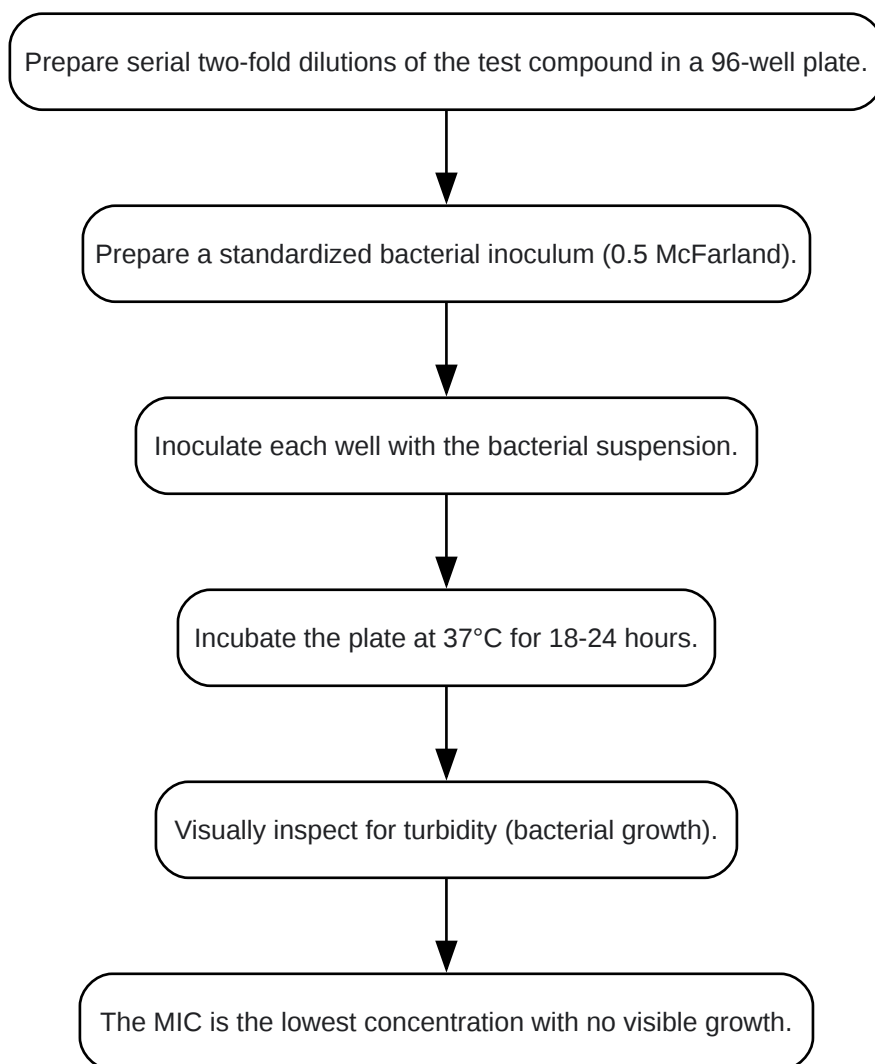 Prepare serial two-fold dilutions of the test compound in a 96-well plate.
Prepare a standardized bacterial inoculum (0.5 McFarland).
Inoculate each well with the bacterial suspension.
Incubate the plate at 37°C for 18-24 hours.
Visually inspect for turbidity (bacterial growth).
The MIC is the lowest concentration with no visible growth.